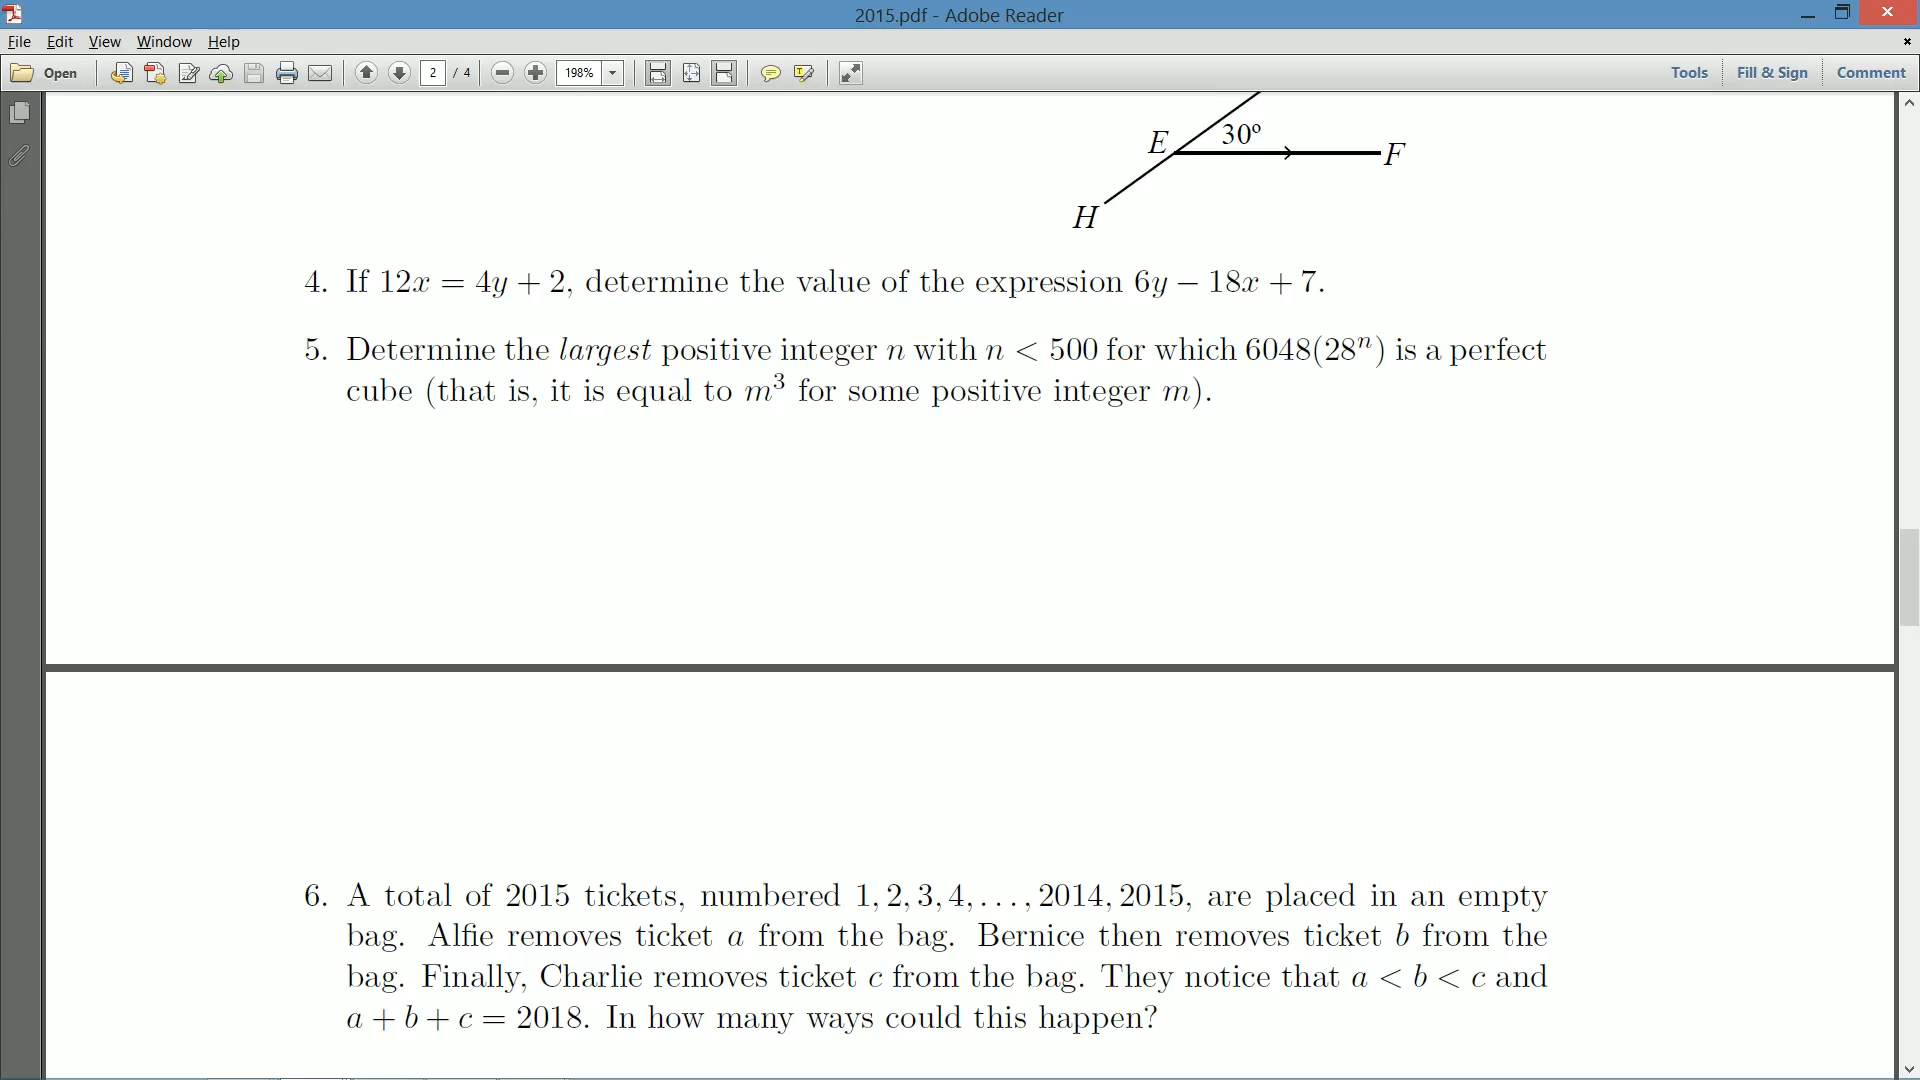 2015.pdf - Adobe Reader
File Edit View Window Help
Open 2 / 4 198% Tools Fill & Sign Comment
E 30º F
H
4. If 12x = 4y + 2, determine the value of the expression 6y − 18x + 7.
5. Determine the largest positive integer n with n < 500 for which 6048(28ⁿ) is a perfect
cube (that is, it is equal to m³ for some positive integer m).
6. A total of 2015 tickets, numbered 1, 2, 3, 4, . . . , 2014, 2015, are placed in an empty
bag. Alfie removes ticket a from the bag. Bernice then removes ticket b from the
bag. Finally, Charlie removes ticket c from the bag. They notice that a < b < c and
a + b + c = 2018. In how many ways could this happen?